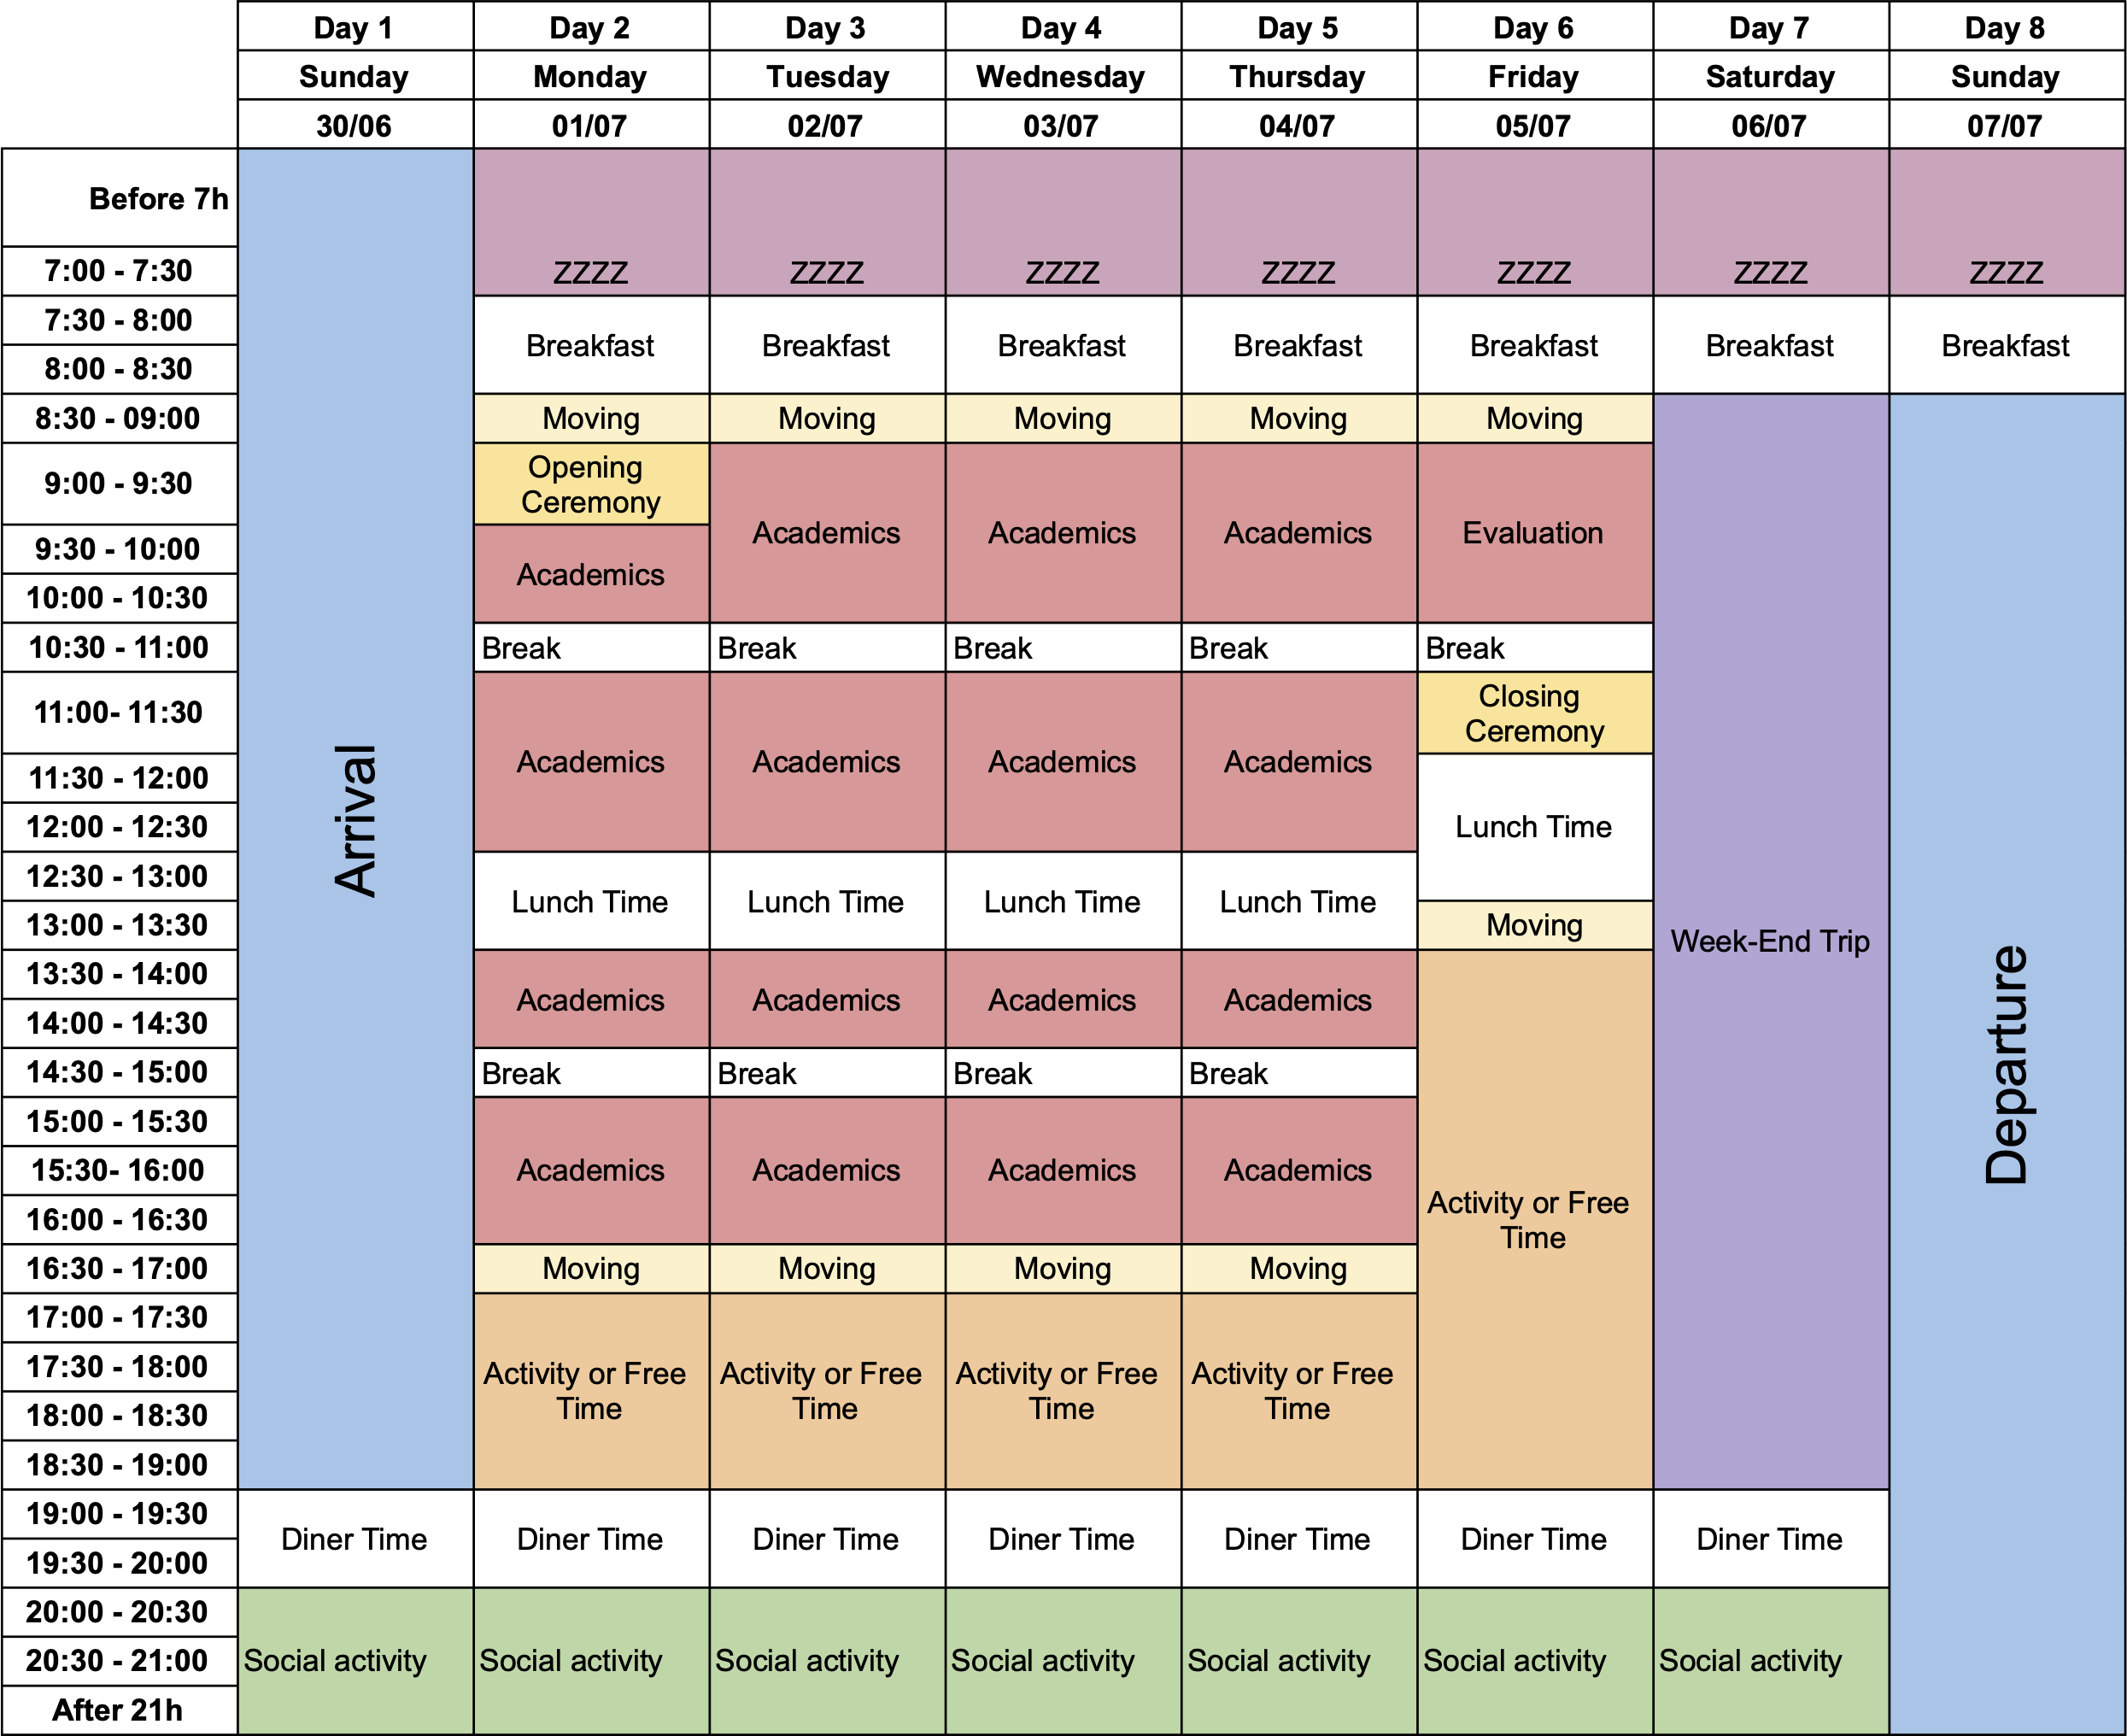 Day 1 Day 2 Day 3 Day 4 Day 5 Day 6 Day 7 Day 8
Sunday Monday Tuesday Wednesday Thursday Friday Saturday Sunday
30/06 01/07 02/07 03/07 04/07 05/07 06/07 07/07
Before 7h
7:00 - 7:30 ZZZZ ZZZZ ZZZZ ZZZZ ZZZZ ZZZZ ZZZZ
7:30 - 8:00
Breakfast Breakfast Breakfast Breakfast Breakfast Breakfast Breakfast
8:00 - 8:30
8:30 - 09:00 Moving Moving Moving Moving Moving
9:00 - 9:30 Opening
Ceremony
Academics Academics Academics Evaluation
9:30 - 10:00
Academics
10:00 - 10:30
10:30 - 11:00 Break Break Break Break Break
11:00- 11:30 Closing
Ceremony
Academics Academics Academics Academics
11:30 - 12:00
12:00 - 12:30 Lunch Time
Arrival
12:30 - 13:00
Lunch Time Lunch Time Lunch Time Lunch Time
13:00 - 13:30 Moving
Week-End Trip
13:30 - 14:00
Academics Academics Academics Academics
14:00 - 14:30
Departure
14:30 - 15:00 Break Break Break Break
15:00 - 15:30
15:30- 16:00 Academics Academics Academics Academics
16:00 - 16:30 Activity or Free
Time
16:30 - 17:00 Moving Moving Moving Moving
17:00 - 17:30
17:30 - 18:00 Activity or Free Activity or Free Activity or Free Activity or Free
18:00 - 18:30 Time Time Time Time
18:30 - 19:00
19:00 - 19:30
Diner Time Diner Time Diner Time Diner Time Diner Time Diner Time Diner Time
19:30 - 20:00
20:00 - 20:30
20:30 - 21:00 Social activity Social activity Social activity Social activity Social activity Social activity Social activity
After 21h